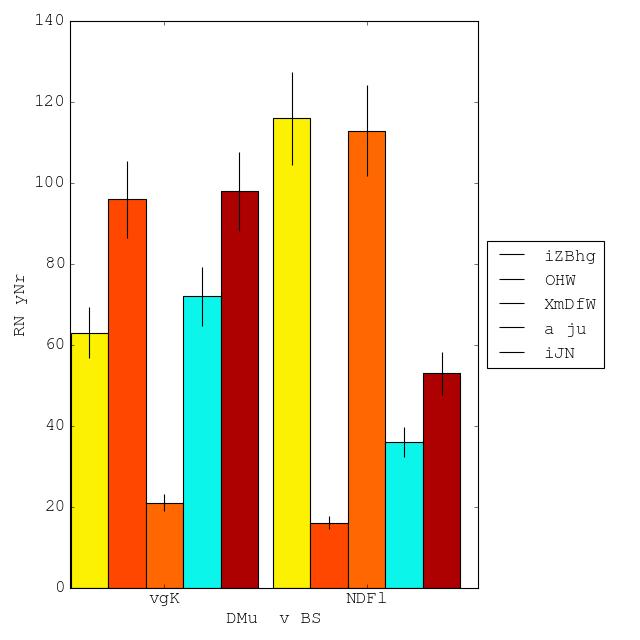 140
120
100
80
60
40
20
0
RN yNr
vgK NDFl
DMu  v BS
iZBhg
OHW
XmDfW
a ju
iJN